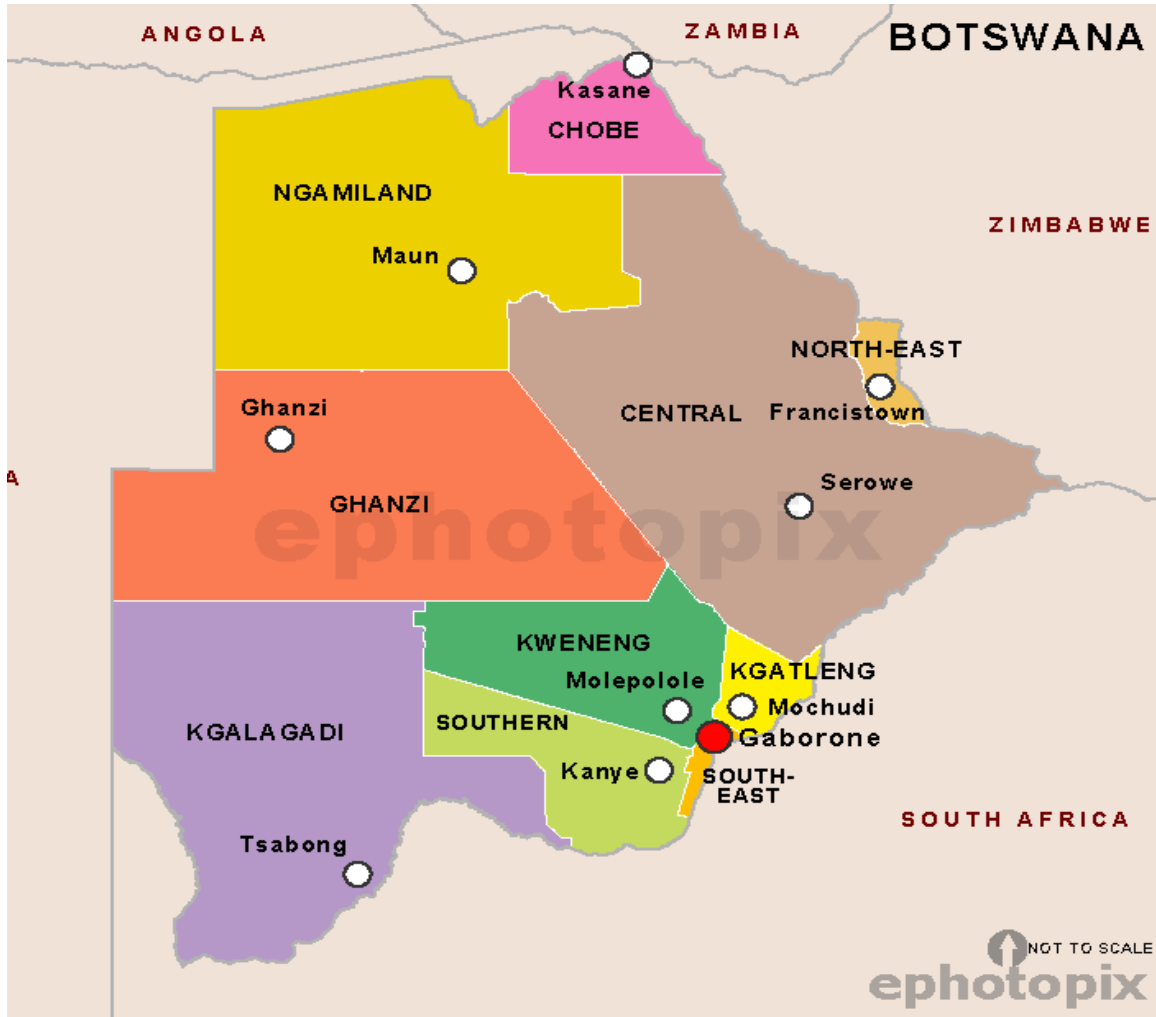 ANGOLA
ZAMBIA
BOTSWANA
Kasane
CHOBE
NGAMILAND
ZIMBABWE
Maun
NORTH-EAST
Ghanzi
CENTRAL
Francistown
A
Serowe
GHANZI
ephotopix
KWENENG
KGATLENG
Molepolole
Mochudi
SOUTHERN
KGALAGADI
Gaborone
Kanye
SOUTH-
EAST
SOUTH AFRICA
Tsabong
NOT TO SCALE
ephotopix